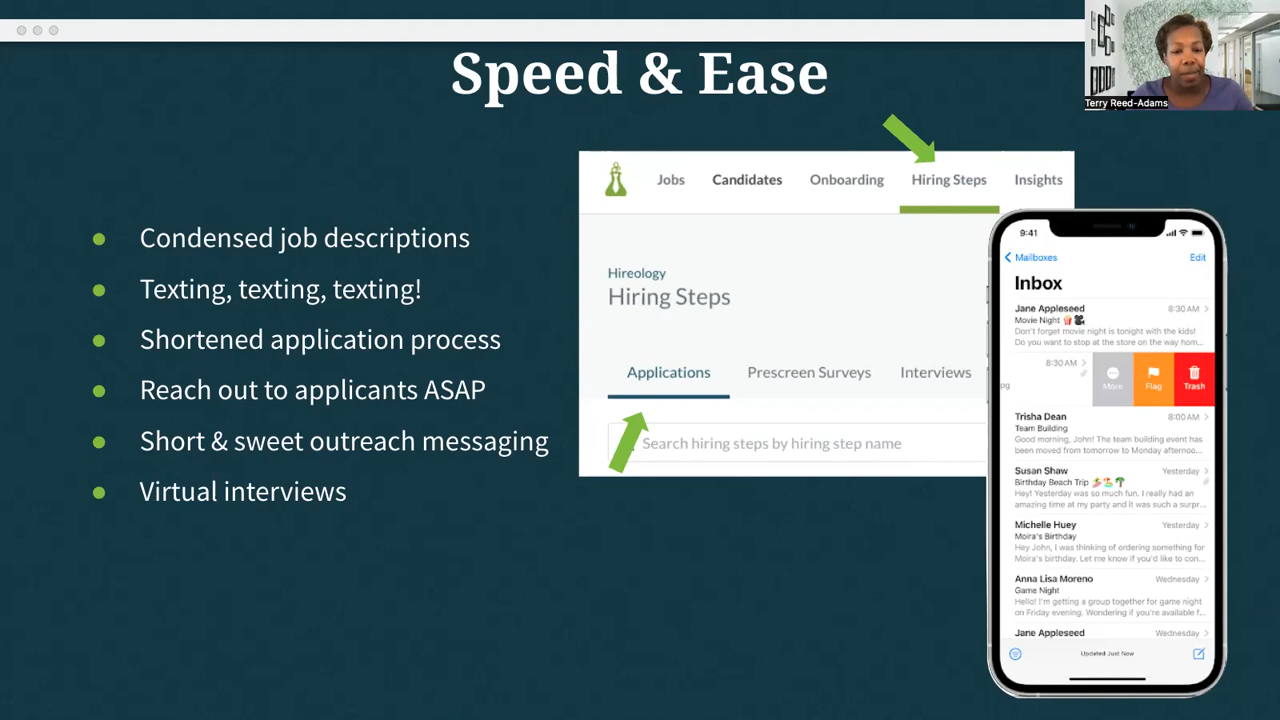 Speed & Ease
Terry Reed-Adams
Condensed job descriptions
Texting, texting, texting!
Shortened application process
Reach out to applicants ASAP
Short & sweet outreach messaging
Virtual interviews
Jobs Candidates Onboarding Hiring Steps Insights
Hireology
Hiring Steps
Applications Prescreen Surveys Interviews
Search hiring steps by hiring step name
9:41
Mailboxes Edit
Inbox
Jane Appleseed 8:30 AM
Movie Night 🍿🎥
Don't forget movie night is tonight with the kids!
Do you want to stop at the store on the way hom...
8:30 AM
pg
More Flag Trash
Trisha Dean 8:00 AM
Team Building
Good morning, John! The team building event has
been moved from tomorrow to Monday afternoo...
Susan Shaw Yesterday
Birthday Beach Trip 🏄🏖🌴
Hey! Yesterday was so much fun. I really had an
amazing time at my party and it was such a surpr...
Michelle Huey Yesterday
Moira's Birthday
Hey John, I was thinking of ordering something for
Moira's birthday. Let me know if you'd like to con...
Anna Lisa Moreno Wednesday
Game Night
Hello! I'm getting a group together for game night
on Friday evening. Wondering if you're available f...
Jane Appleseed Wednesday
Updated Just Now